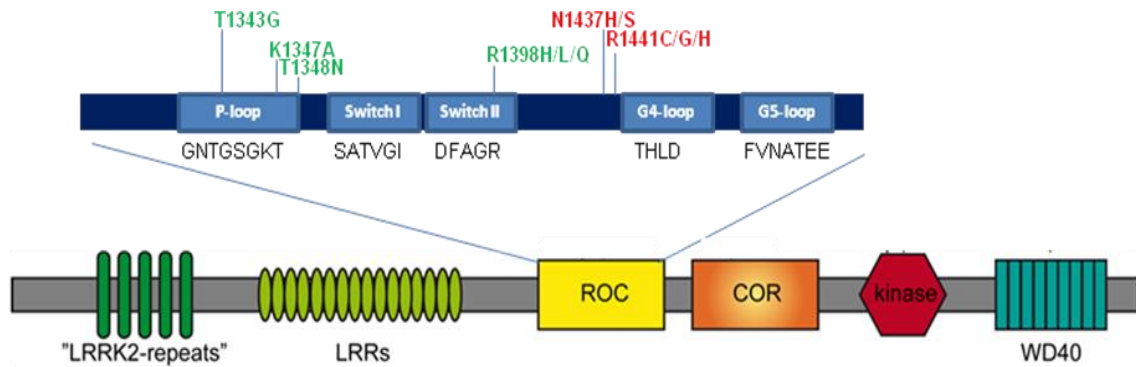 T1343G
N1437H/S
K1347A
R1441C/G/H
T1348N
R1398H/L/Q
P-loop
Switch I
Switch II
G4-loop
G5-loop
GNTGSGKT
SATVGI
DFAGR
THLD
FVNATEE
ROC
COR
kinase
"LRRK2-repeats"
LRRs
WD40